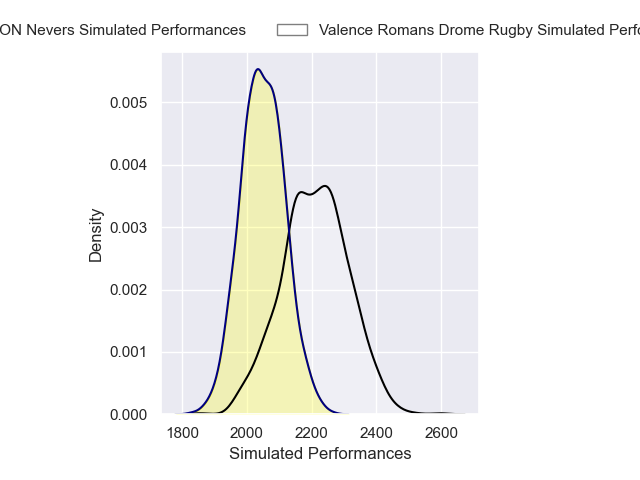 ON Nevers Simulated Performances
Valence Romans Drome Rugby Simulated Perfo
0.005
0.004
0.003
0.002
0.001
0.000
Density
1800 2000 2200 2400 2600
Simulated Performances